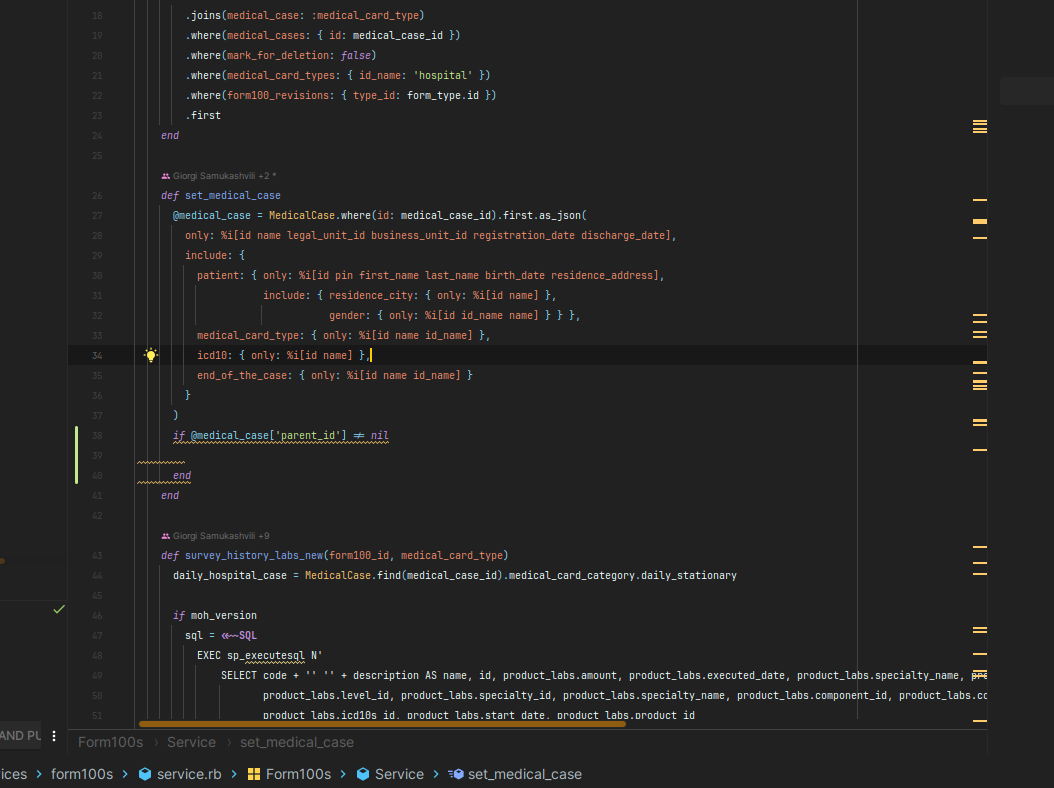 18 .joins(medical_case: :medical_card_type)
19 .where(medical_cases: { id: medical_case_id })
20 .where(mark_for_deletion: false)
21 .where(medical_card_types: { id_name: 'hospital' })
22 .where(form100_revisions: { type_id: form_type.id })
23 .first
24 end
25
Giorgi Samukashvili +2 *
26 def set_medical_case
27 @medical_case = MedicalCase.where(id: medical_case_id).first.as_json(
28 only: %i[id name legal_unit_id business_unit_id registration_date discharge_date],
29 include: {
30 patient: { only: %i[id pin first_name last_name birth_date residence_address],
31 include: { residence_city: { only: %i[id name] },
32 gender: { only: %i[id id_name name] } } },
33 medical_card_type: { only: %i[id name id_name] },
34 icd10: { only: %i[id name] },
35 end_of_the_case: { only: %i[id name id_name] }
36 }
37 )
38 if @medical_case['parent_id'] != nil
39
40 end
41 end
42
Giorgi Samukashvili +9
43 def survey_history_labs_new(form100_id, medical_card_type)
44 daily_hospital_case = MedicalCase.find(medical_case_id).medical_card_category.daily_stationary
45
46 if moh_version
47 sql = <<~SQL
48 EXEC sp_executesql N'
49 SELECT code + '' '' + description AS name, id, product_labs.amount, product_labs.executed_date, product_labs.specialty_name,
50 product_labs.level_id, product_labs.specialty_id, product_labs.specialty_name, product_labs.component_id, product_labs.cc
51 product_labs.icd10s_id, product_labs.start_date, product_labs.product_id
AND PU
Form100s › Service › set_medical_case
ices › form100s › service.rb › Form100s › Service › set_medical_case